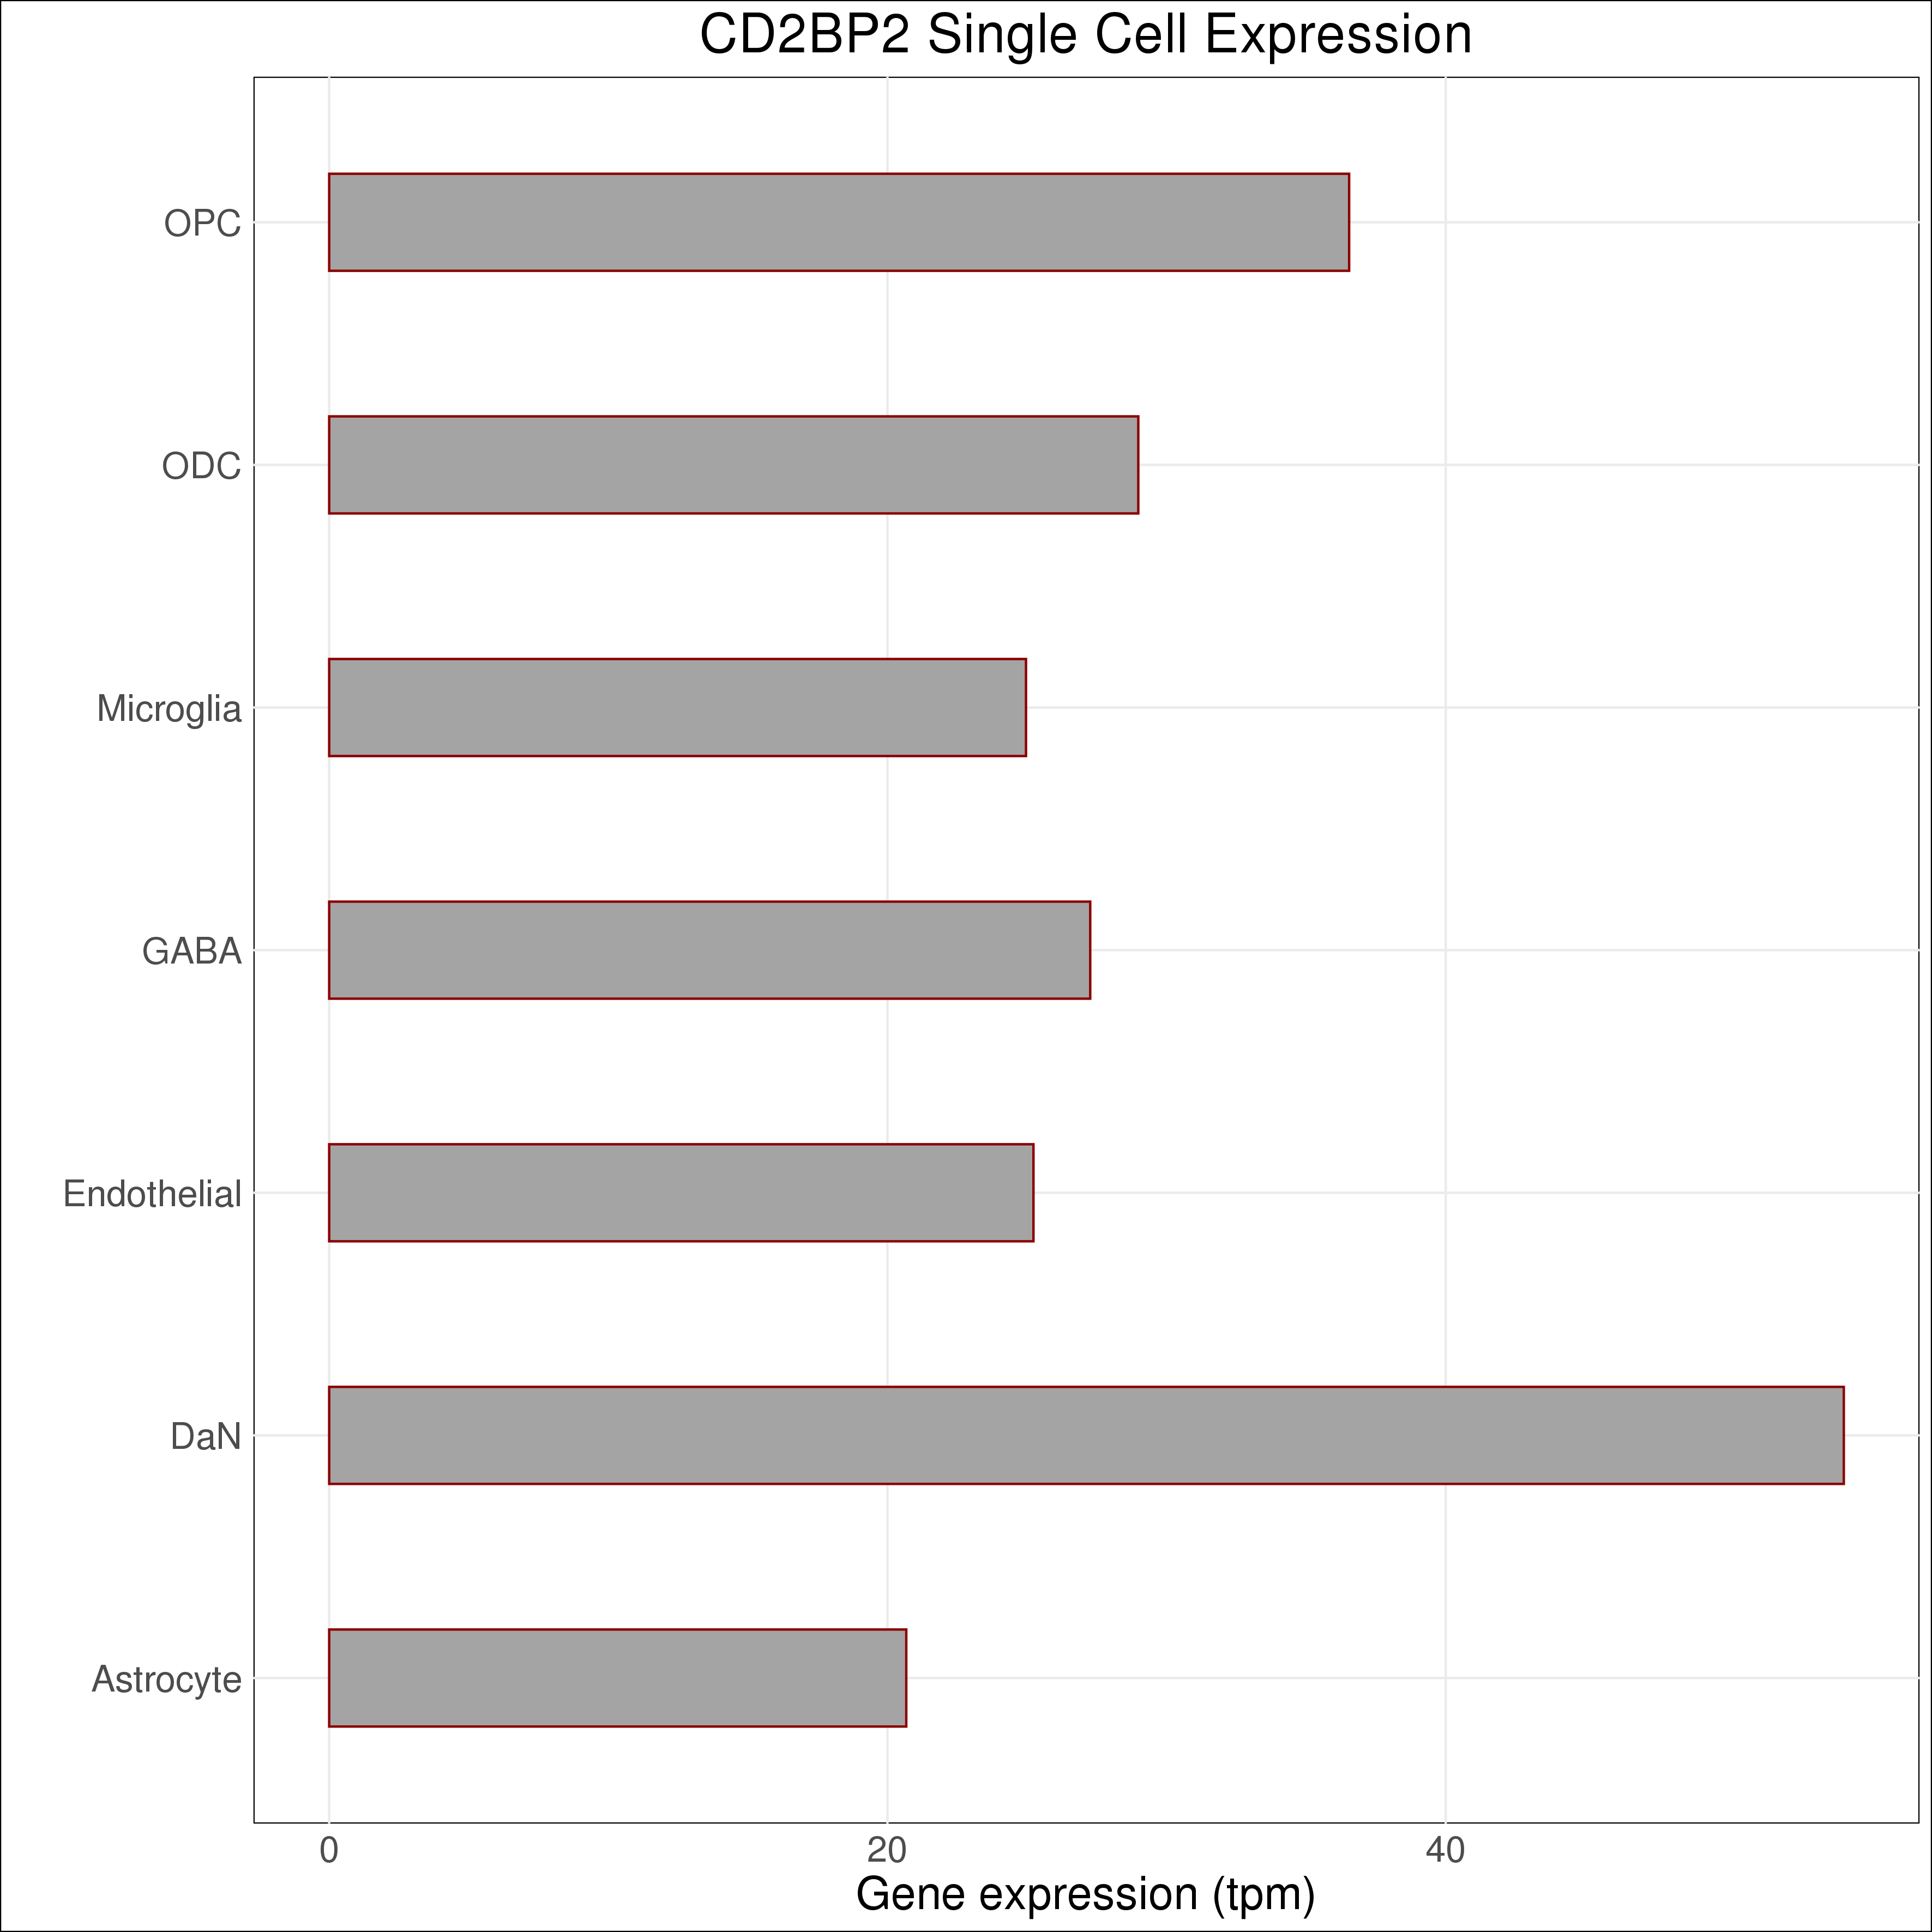 CD2BP2 Single Cell Expression
OPC
ODC
Microglia
GABA
Endothelial
DaN
Astrocyte
0 20 40
Gene expression (tpm)